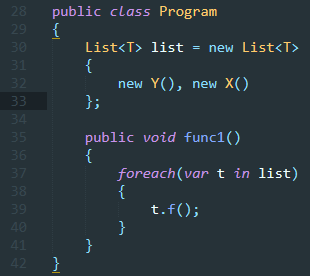 28 public class Program
29 {
30 List<T> list = new List<T>
31 {
32 new Y(), new X()
33 };
34
35 public void func1()
36 {
37 foreach(var t in list)
38 {
39 t.f();
40 }
41 }
42 }